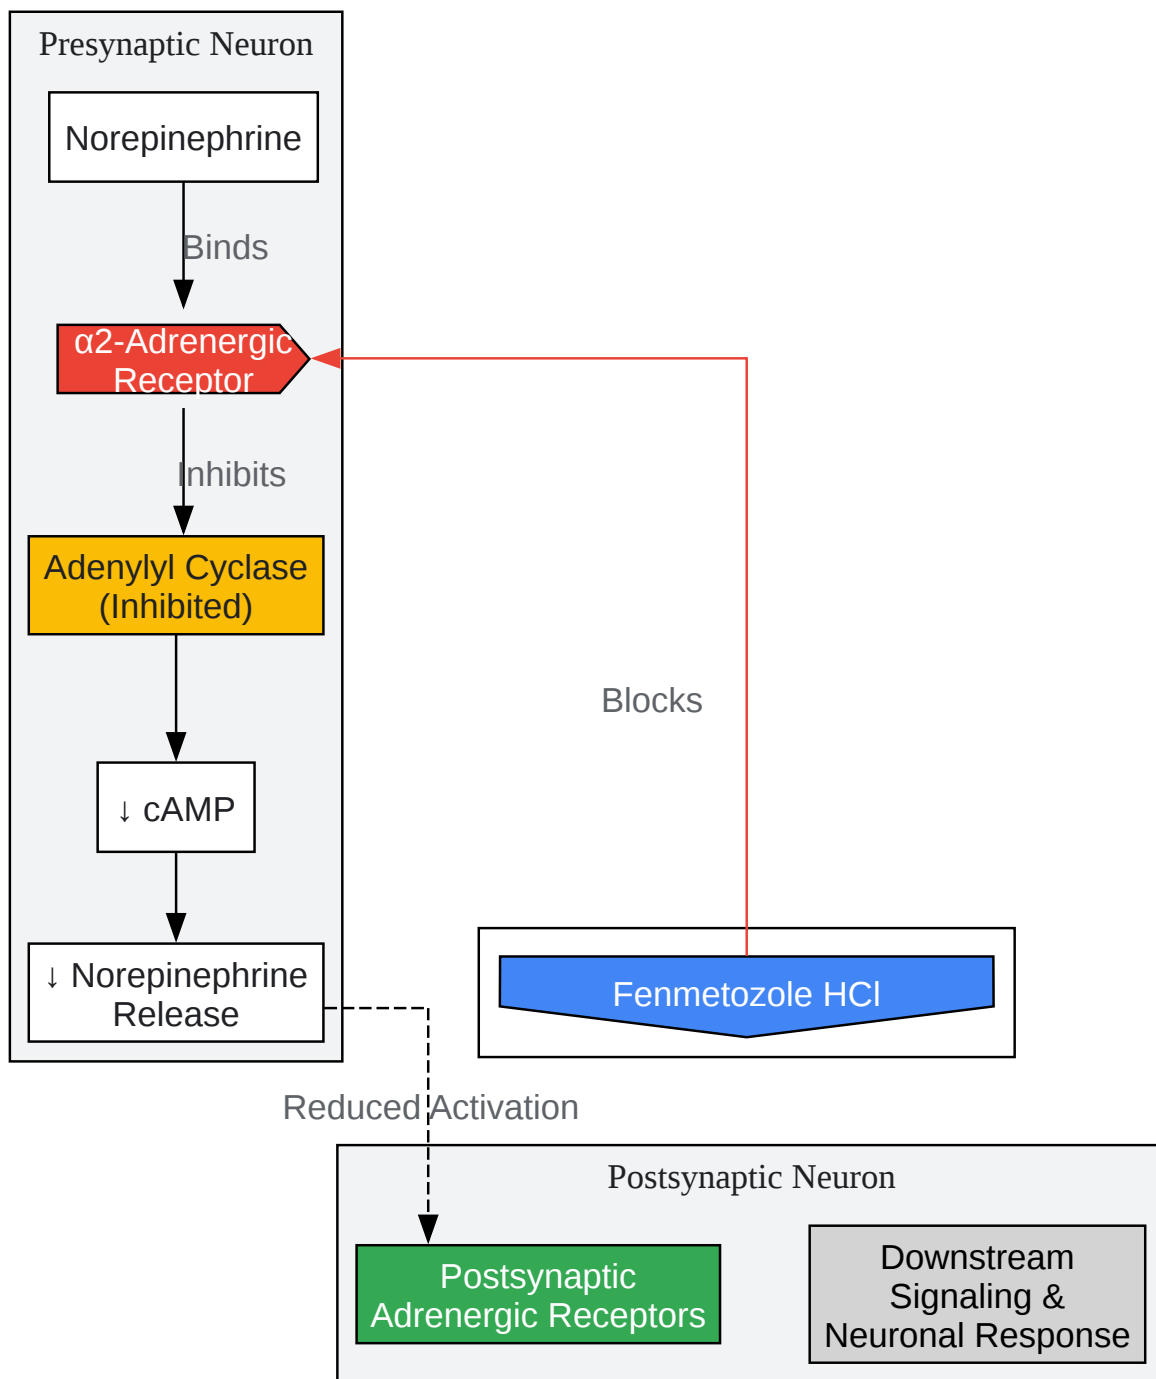 Presynaptic Neuron
Norepinephrine
Binds
α2-Adrenergic
Receptor
Inhibits
Adenylyl Cyclase
(Inhibited)
Blocks
↓ cAMP
↓ Norepinephrine
Release
Fenmetozole HCl
Reduced Activation
Postsynaptic Neuron
Postsynaptic
Adrenergic Receptors
Downstream
Signaling &
Neuronal Response